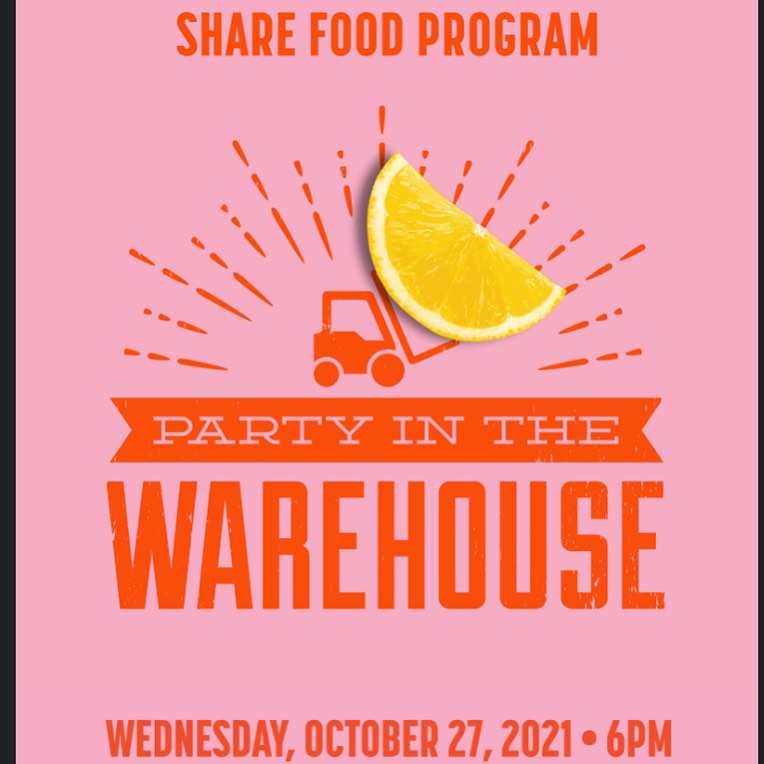 SHARE FOOD PROGRAM
PARTY IN THE
WAREHOUSE
WEDNESDAY, OCTOBER 27, 2021 • 6PM